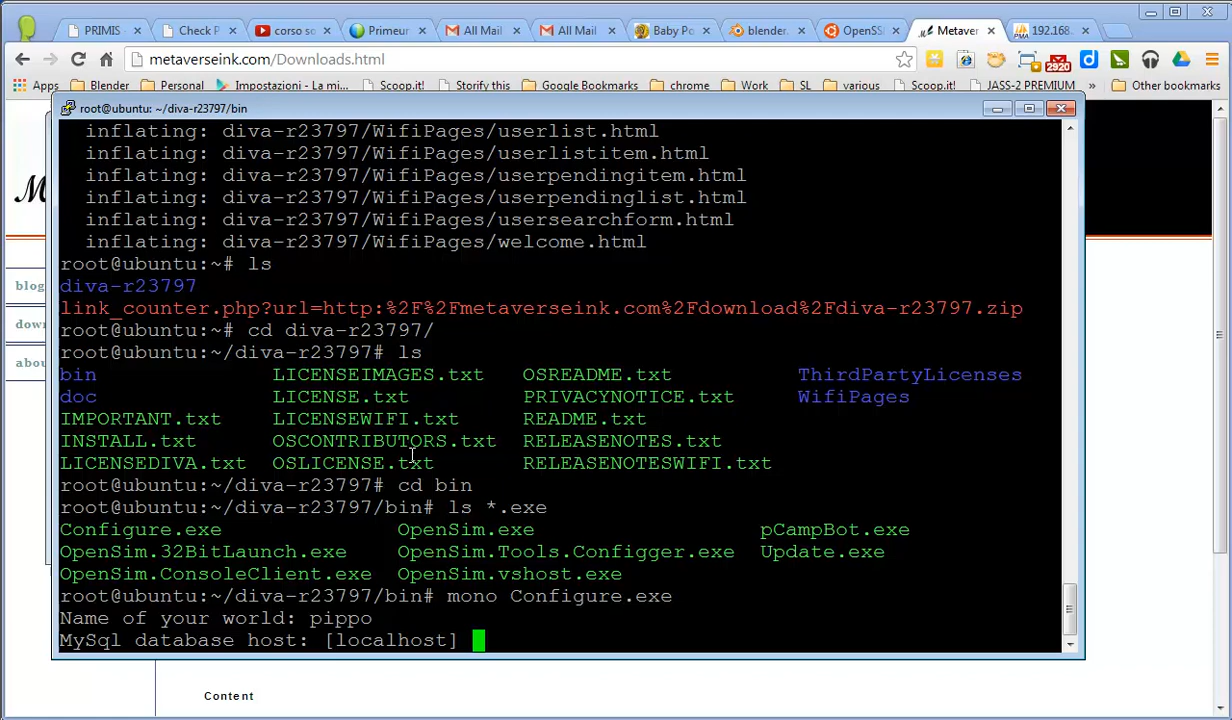 PRIMIS
Check P
corso so
Primeur
All Mail
All Mail
Baby Po
blender.
OpenSS
Metaver
192.168.
metaverseink.com/Downloads.html
2920
Apps
Blender
Personal
Impostazioni - La mi...
Scoop.it!
Storify this
Google Bookmarks
church
Work
SL
various
Scoop.it!
JASS-2 PREMIUM
Other bookmarks
root@ubuntu: ~/diva-r23797/bin
inflating: diva-r23797/WifiPages/userlist.html
inflating: diva-r23797/WifiPages/userlistitem.html
inflating: diva-r23797/WifiPages/userpendingitem.html
inflating: diva-r23797/WifiPages/userpendinglist.html
inflating: diva-r23797/WifiPages/usersearchform.html
inflating: diva-r23797/WifiPages/welcome.html
root@ubuntu:~# ls
diva-r23797
link_counter.php?url=http:%2F%2Fmetaverseink.com%2Fdownload%2Fdiva-r23797.zip
root@ubuntu:~# cd diva-r23797/
root@ubuntu:~/diva-r23797# ls
bin LICENSEIMAGES.txt OSREADME.txt ThirdPartyLicenses
doc LICENSE.txt PRIVACYNOTICE.txt WifiPages
IMPORTANT.txt LICENSEWIFI.txt README.txt
INSTALL.txt OSCONTRIBUTORS.txt RELEASENOTES.txt
LICENSEDIVA.txt OSLICENSE.txt RELEASENOTESWIFI.txt
root@ubuntu:~/diva-r23797# cd bin
root@ubuntu:~/diva-r23797/bin# ls *.exe
Configure.exe OpenSim.exe pCampBot.exe
OpenSim.32BitLaunch.exe OpenSim.Tools.Configger.exe Update.exe
OpenSim.ConsoleClient.exe OpenSim.vshost.exe
root@ubuntu:~/diva-r23797/bin# mono Configure.exe
Name of your world: pippo
MySql database host: [localhost]
blog
dow
abou
Content